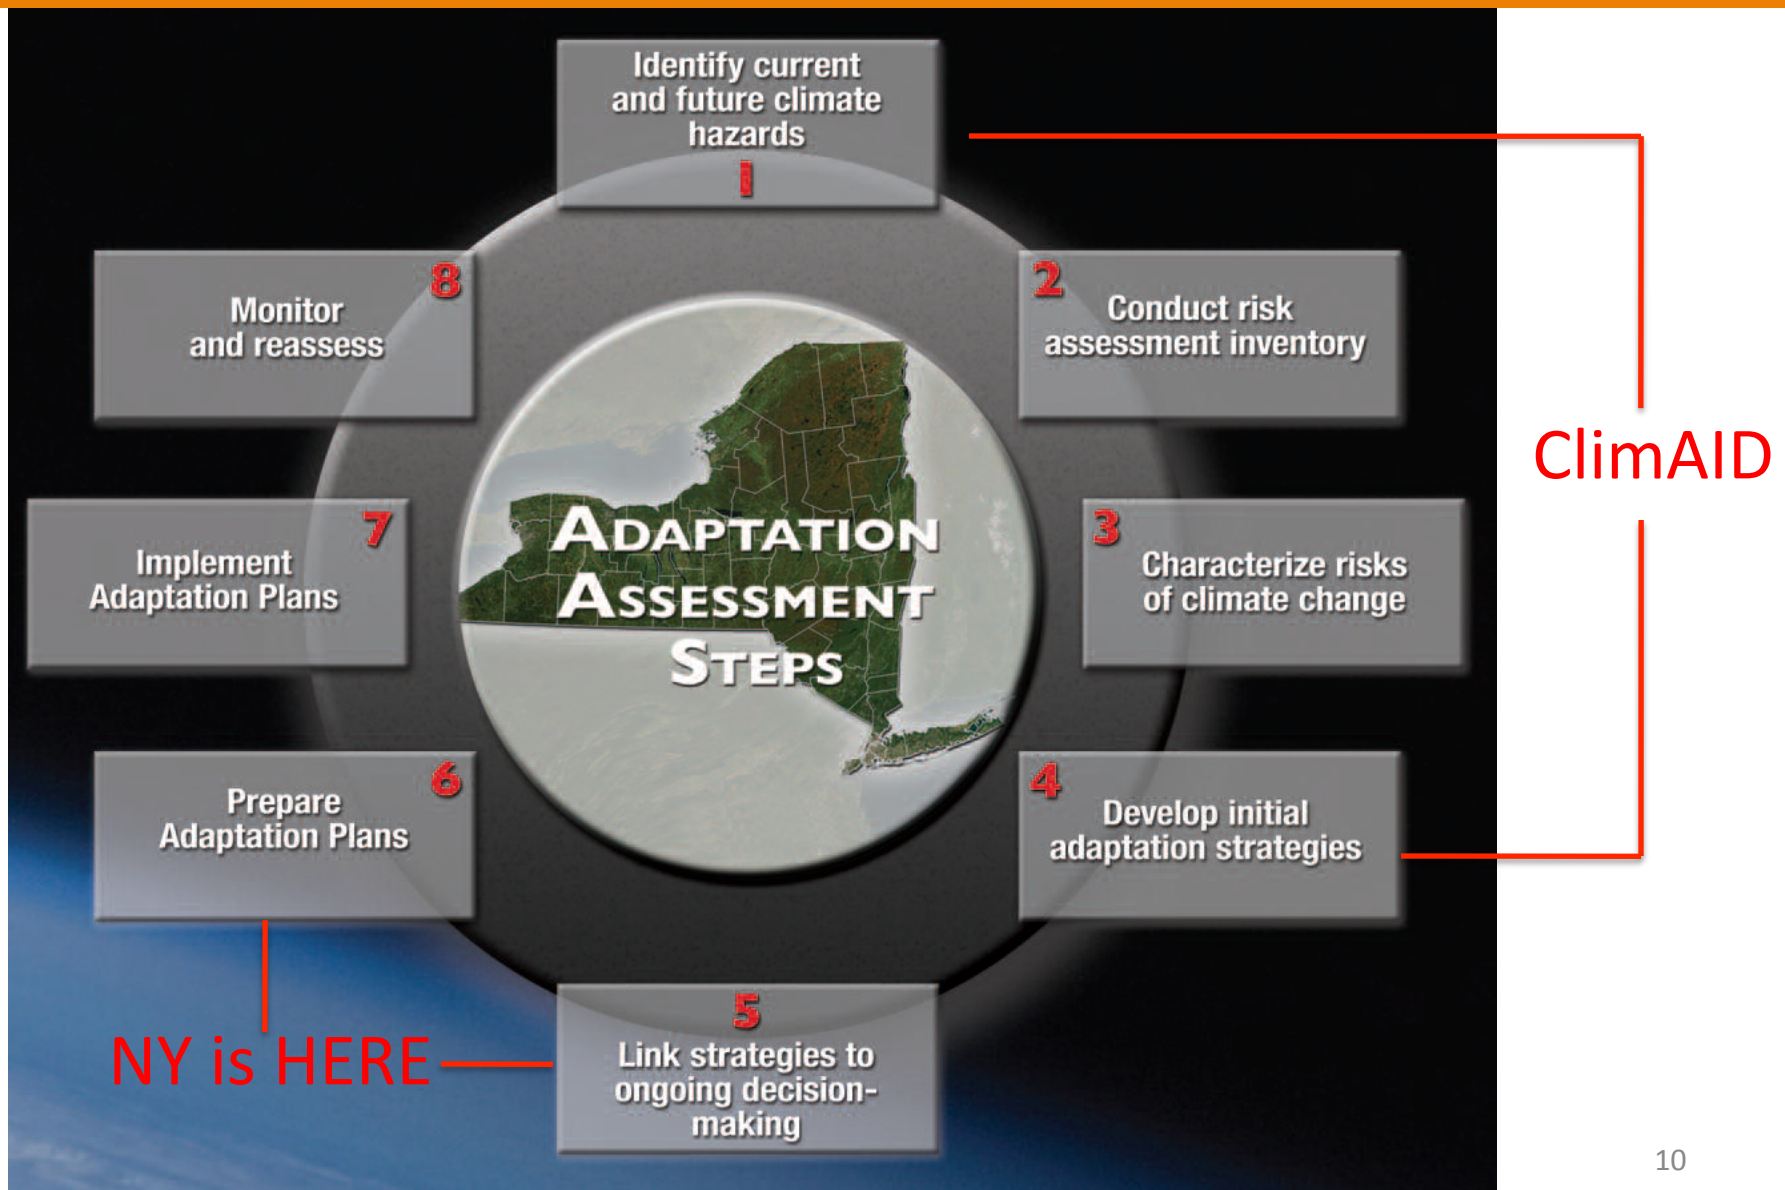 Identify current
and future climate
hazards
1
2
Conduct risk
assessment inventory
3
Characterize risks
of climate change
4
Develop initial
adaptation strategies
5
Link strategies to
ongoing decision-
making
6
Prepare
Adaptation Plans
7
Implement
Adaptation Plans
8
Monitor
and reassess
ADAPTATION
ASSESSMENT
STEPS
ClimAID
NY is HERE
10